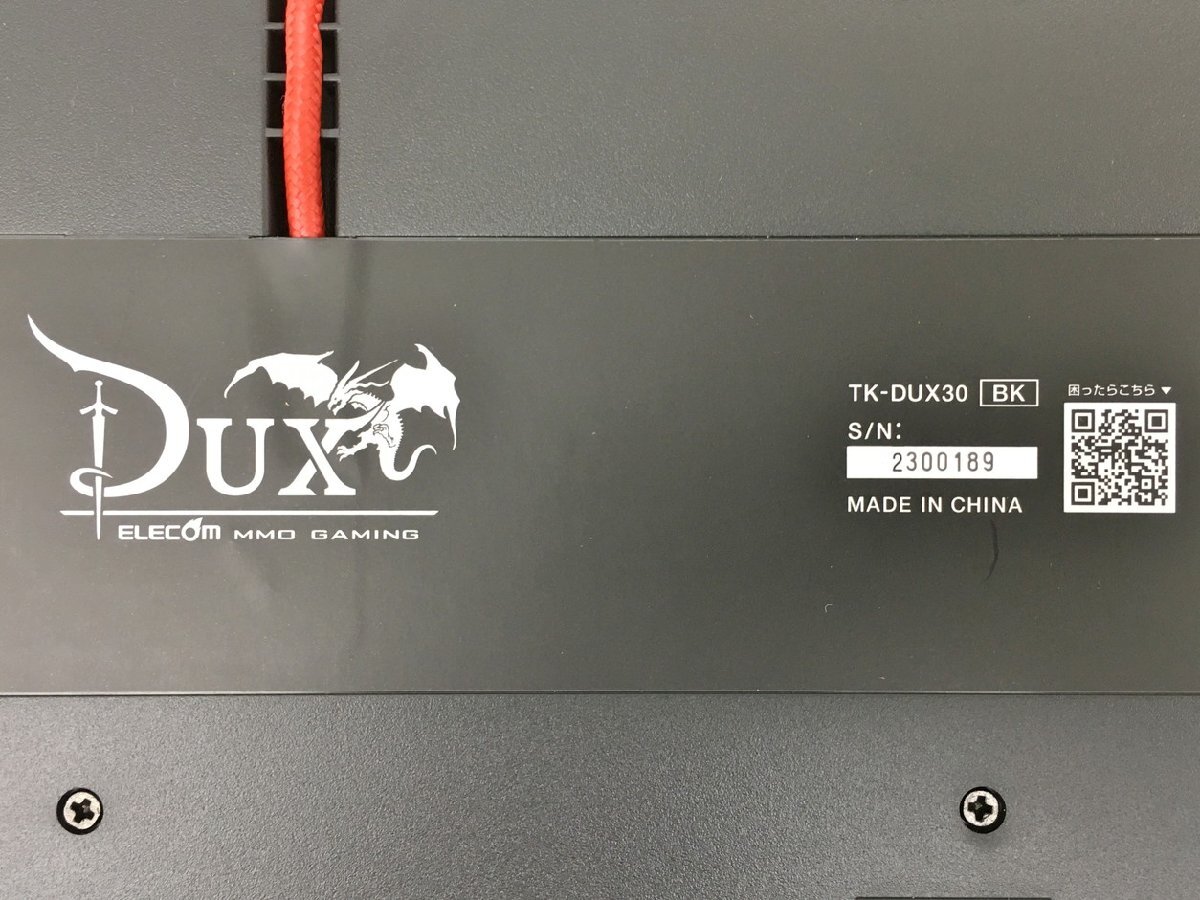 DUX
ELECOM MMO GAMING
TK-DUX30 BK
S/N:
2300189
MADE IN CHINA
困ったらこちら▼